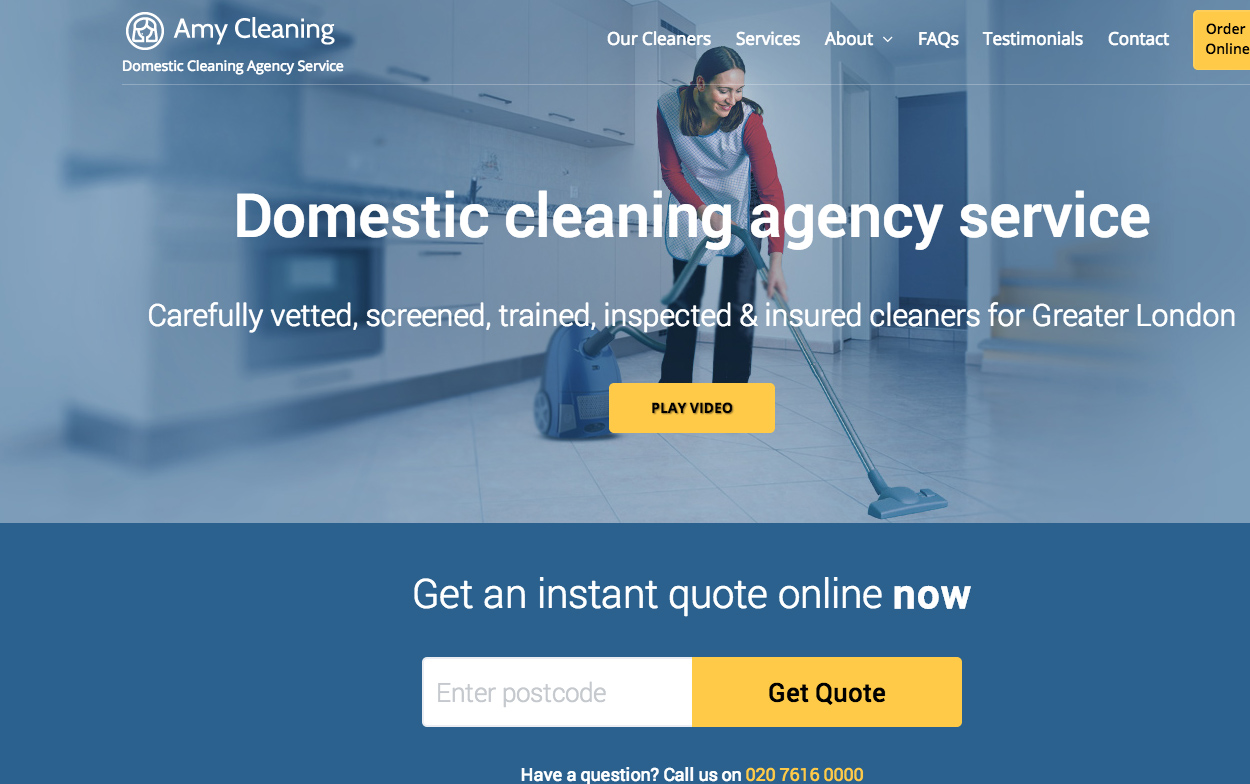 Amy Cleaning
Domestic Cleaning Agency Service
Our Cleaners Services About FAQs Testimonials Contact
Order
Online
Domestic cleaning agency service
Carefully vetted, screened, trained, inspected & insured cleaners for Greater London
PLAY VIDEO
Get an instant quote online now
Enter postcode
Get Quote
Have a question? Call us on 020 7616 0000